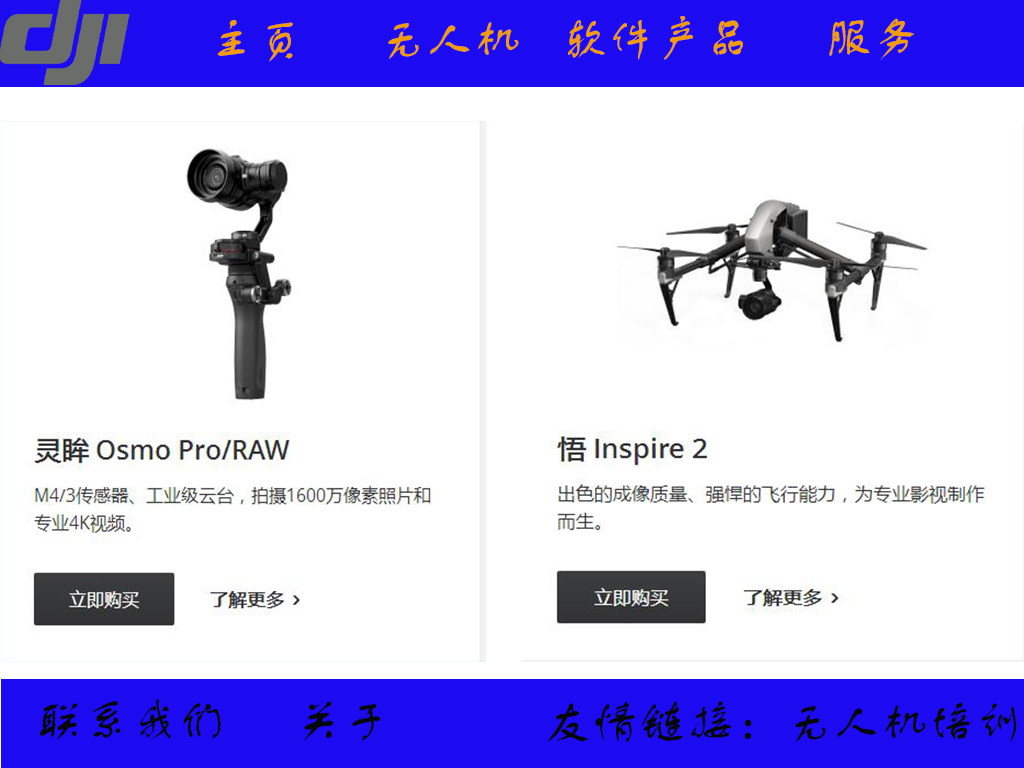 dji 主页 无人机 软件产品 服务
灵眸 Osmo Pro/RAW
M4/3传感器、工业级云台，拍摄1600万像素照片和
专业4K视频。
立即购买 了解更多 ›
悟 Inspire 2
出色的成像质量、强悍的飞行能力，为专业影视制作
而生。
立即购买 了解更多 ›
联系我们 关于 友情链接：无人机培训